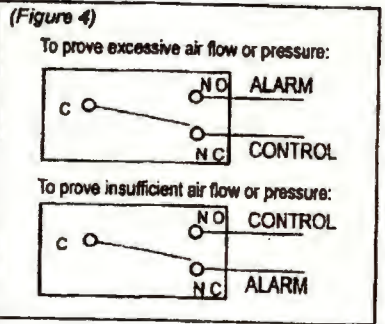 (Figure 4)
To prove excessive air flow or pressure:
NO ALARM
C
NC CONTROL
To prove insufficient air flow or pressure:
NO CONTROL
C
NC ALARM